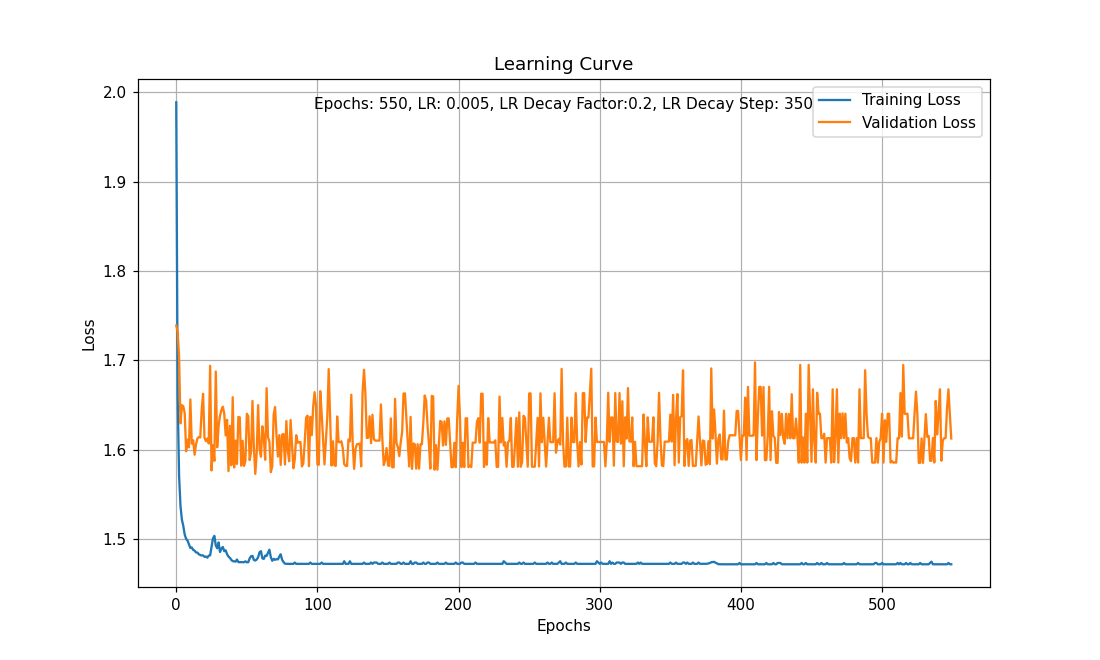 Learning Curve
Epochs: 550, LR: 0.005, LR Decay Factor:0.2, LR Decay Step: 350
Training Loss
Validation Loss
Loss
2.0
1.9
1.8
1.7
1.6
1.5
0 100 200 300 400 500
Epochs